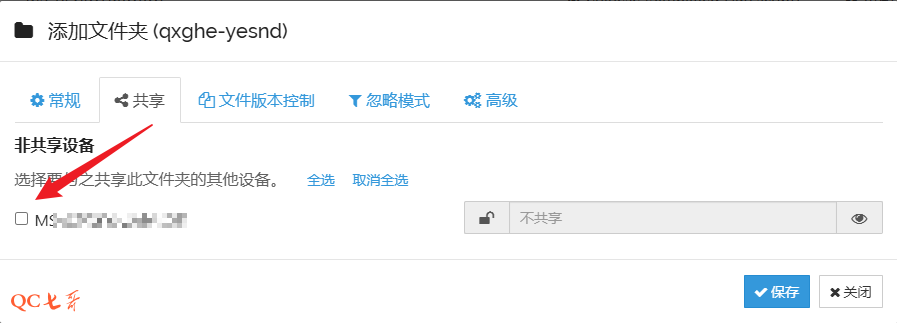 添加文件夹 (qxghe-yesnd)
常规 共享 文件版本控制 忽略模式 高级
非共享设备
选择要与之共享此文件夹的其他设备。 全选 取消全选
不共享
保存 关闭
QC七哥